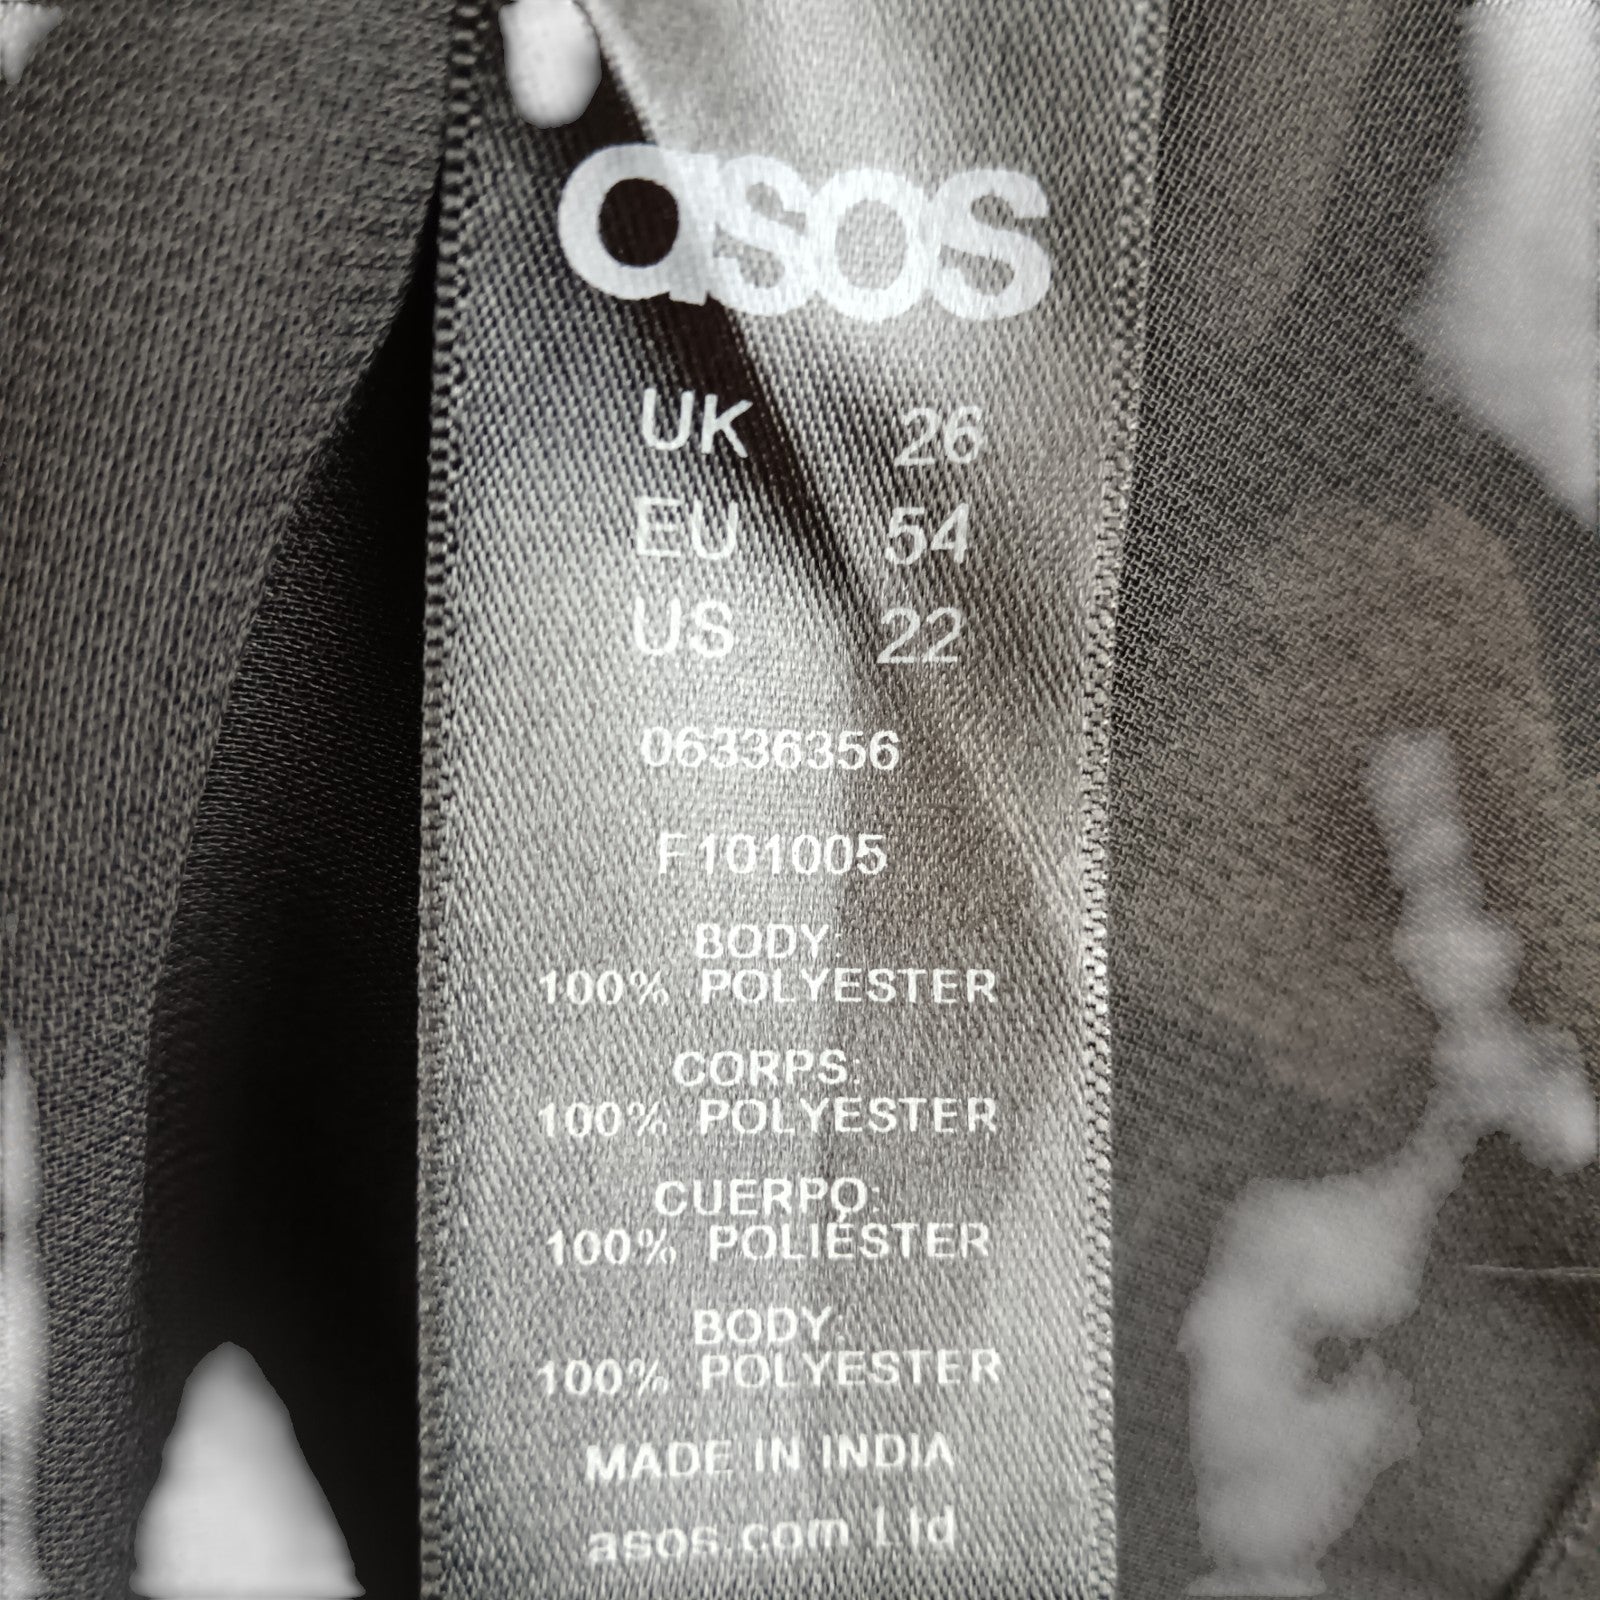 asos
UK 26
EU 54
US 22
06336356
F101005
BODY:
100% POLYESTER
CORPS:
100% POLYESTER
CUERPO:
100% POLIÉSTER
BODY:
100% POLYESTER
MADE IN INDIA
asos.com Ltd